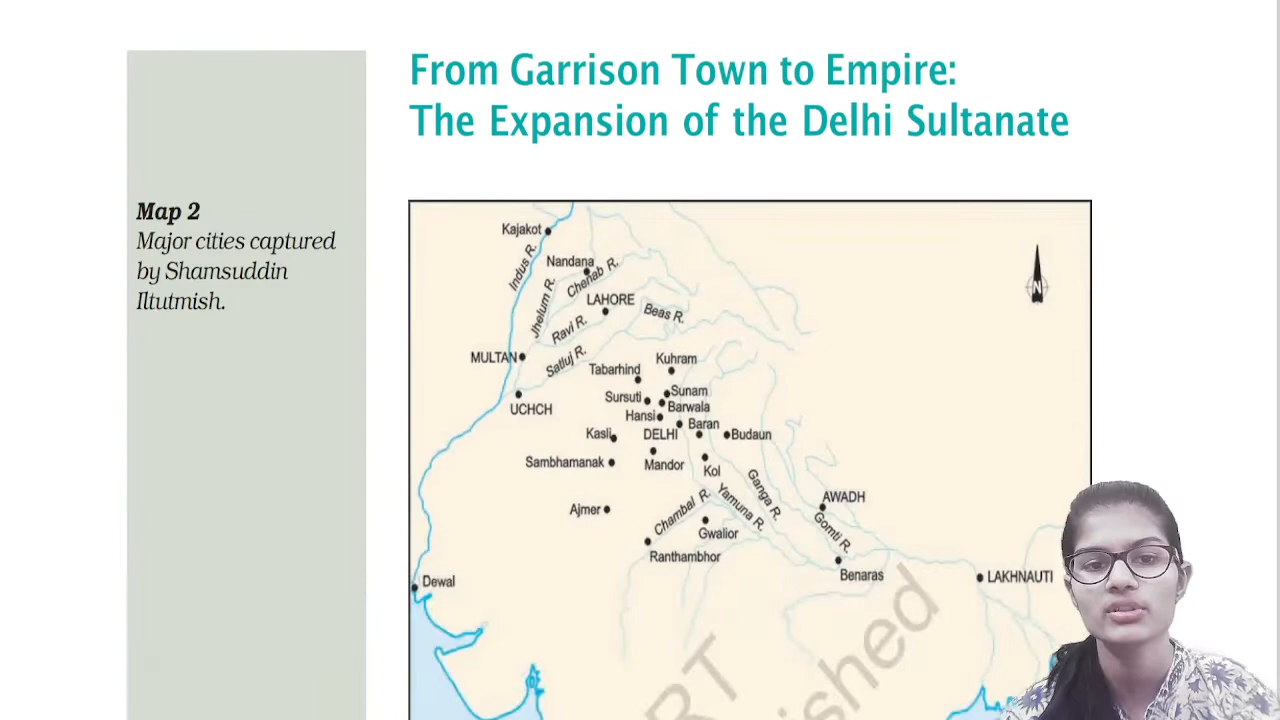 From Garrison Town to Empire:
The Expansion of the Delhi Sultanate
Map 2
Major cities captured
by Shamsuddin
Iltutmish.
Kajakot
Indus R.
Nandana
Chenab R.
Jhelum R.
LAHORE
Beas R.
Ravi R.
MULTAN
Satluj R.
Kuhram
Tabarhind
Sunam
Sursuti
Barwala
UCHCH
Hansi
Baran
Kasli
DELHI
Budaun
Sambhamanak
Mandor
Kol
Ganga R.
Chambal R.
Yamuna R.
AWADH
Ajmer
Gomti R.
Gwalior
Ranthambhor
Benaras
LAKHNAUTI
Dewal
RT
ished